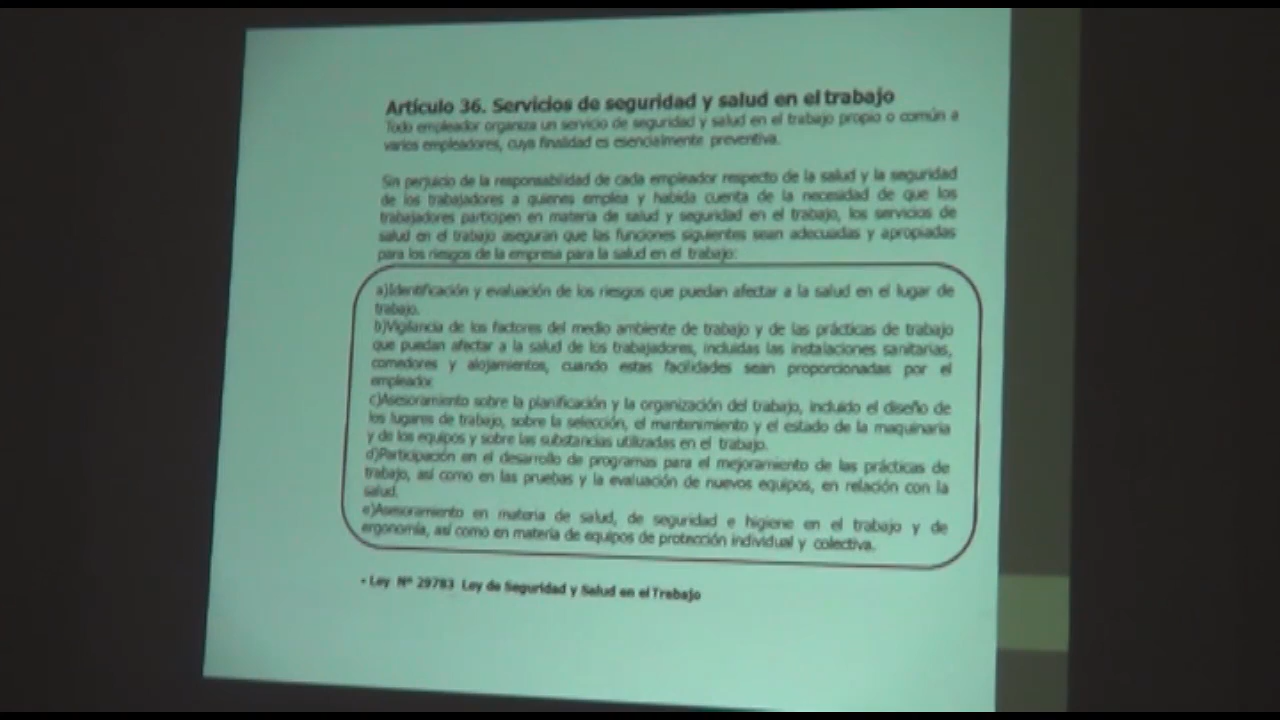 Artículo 36. Servicios de seguridad y salud en el trabajo
Todo empleador organiza un servicio de seguridad y salud en el trabajo propio o común a
varios empleadores, cuya finalidad es esencialmente preventiva.
Sin perjuicio de la responsabilidad de cada empleador respecto de la salud y la seguridad
de los trabajadores a quienes emplea y habida cuenta de la necesidad de que los
trabajadores participen en materia de salud y seguridad en el trabajo, los servicios de
salud en el trabajo aseguran que las funciones siguientes sean adecuadas y apropiadas
para los riesgos de la empresa para la salud en el trabajo:
a)Identificación y evaluación de los riesgos que puedan afectar a la salud en el lugar de
trabajo.
b)Vigilancia de los factores del medio ambiente de trabajo y de las prácticas de trabajo
que puedan afectar a la salud de los trabajadores, incluidas las instalaciones sanitarias,
comedores y alojamientos, cuando estas facilidades sean proporcionadas por el
empleador.
c)Asesoramiento sobre la planificación y la organización del trabajo, incluido el diseño de
los lugares de trabajo, sobre la selección, el mantenimiento y el estado de la maquinaria
y de los equipos y sobre las substancias utilizadas en el trabajo.
d)Participación en el desarrollo de programas para el mejoramiento de las prácticas de
trabajo, así como en las pruebas y la evaluación de nuevos equipos, en relación con la
salud.
e)Asesoramiento en materia de salud, de seguridad e higiene en el trabajo y de
ergonomía, así como en materia de equipos de protección individual y colectiva.
- Ley Nº 29783 Ley de Seguridad y Salud en el Trabajo